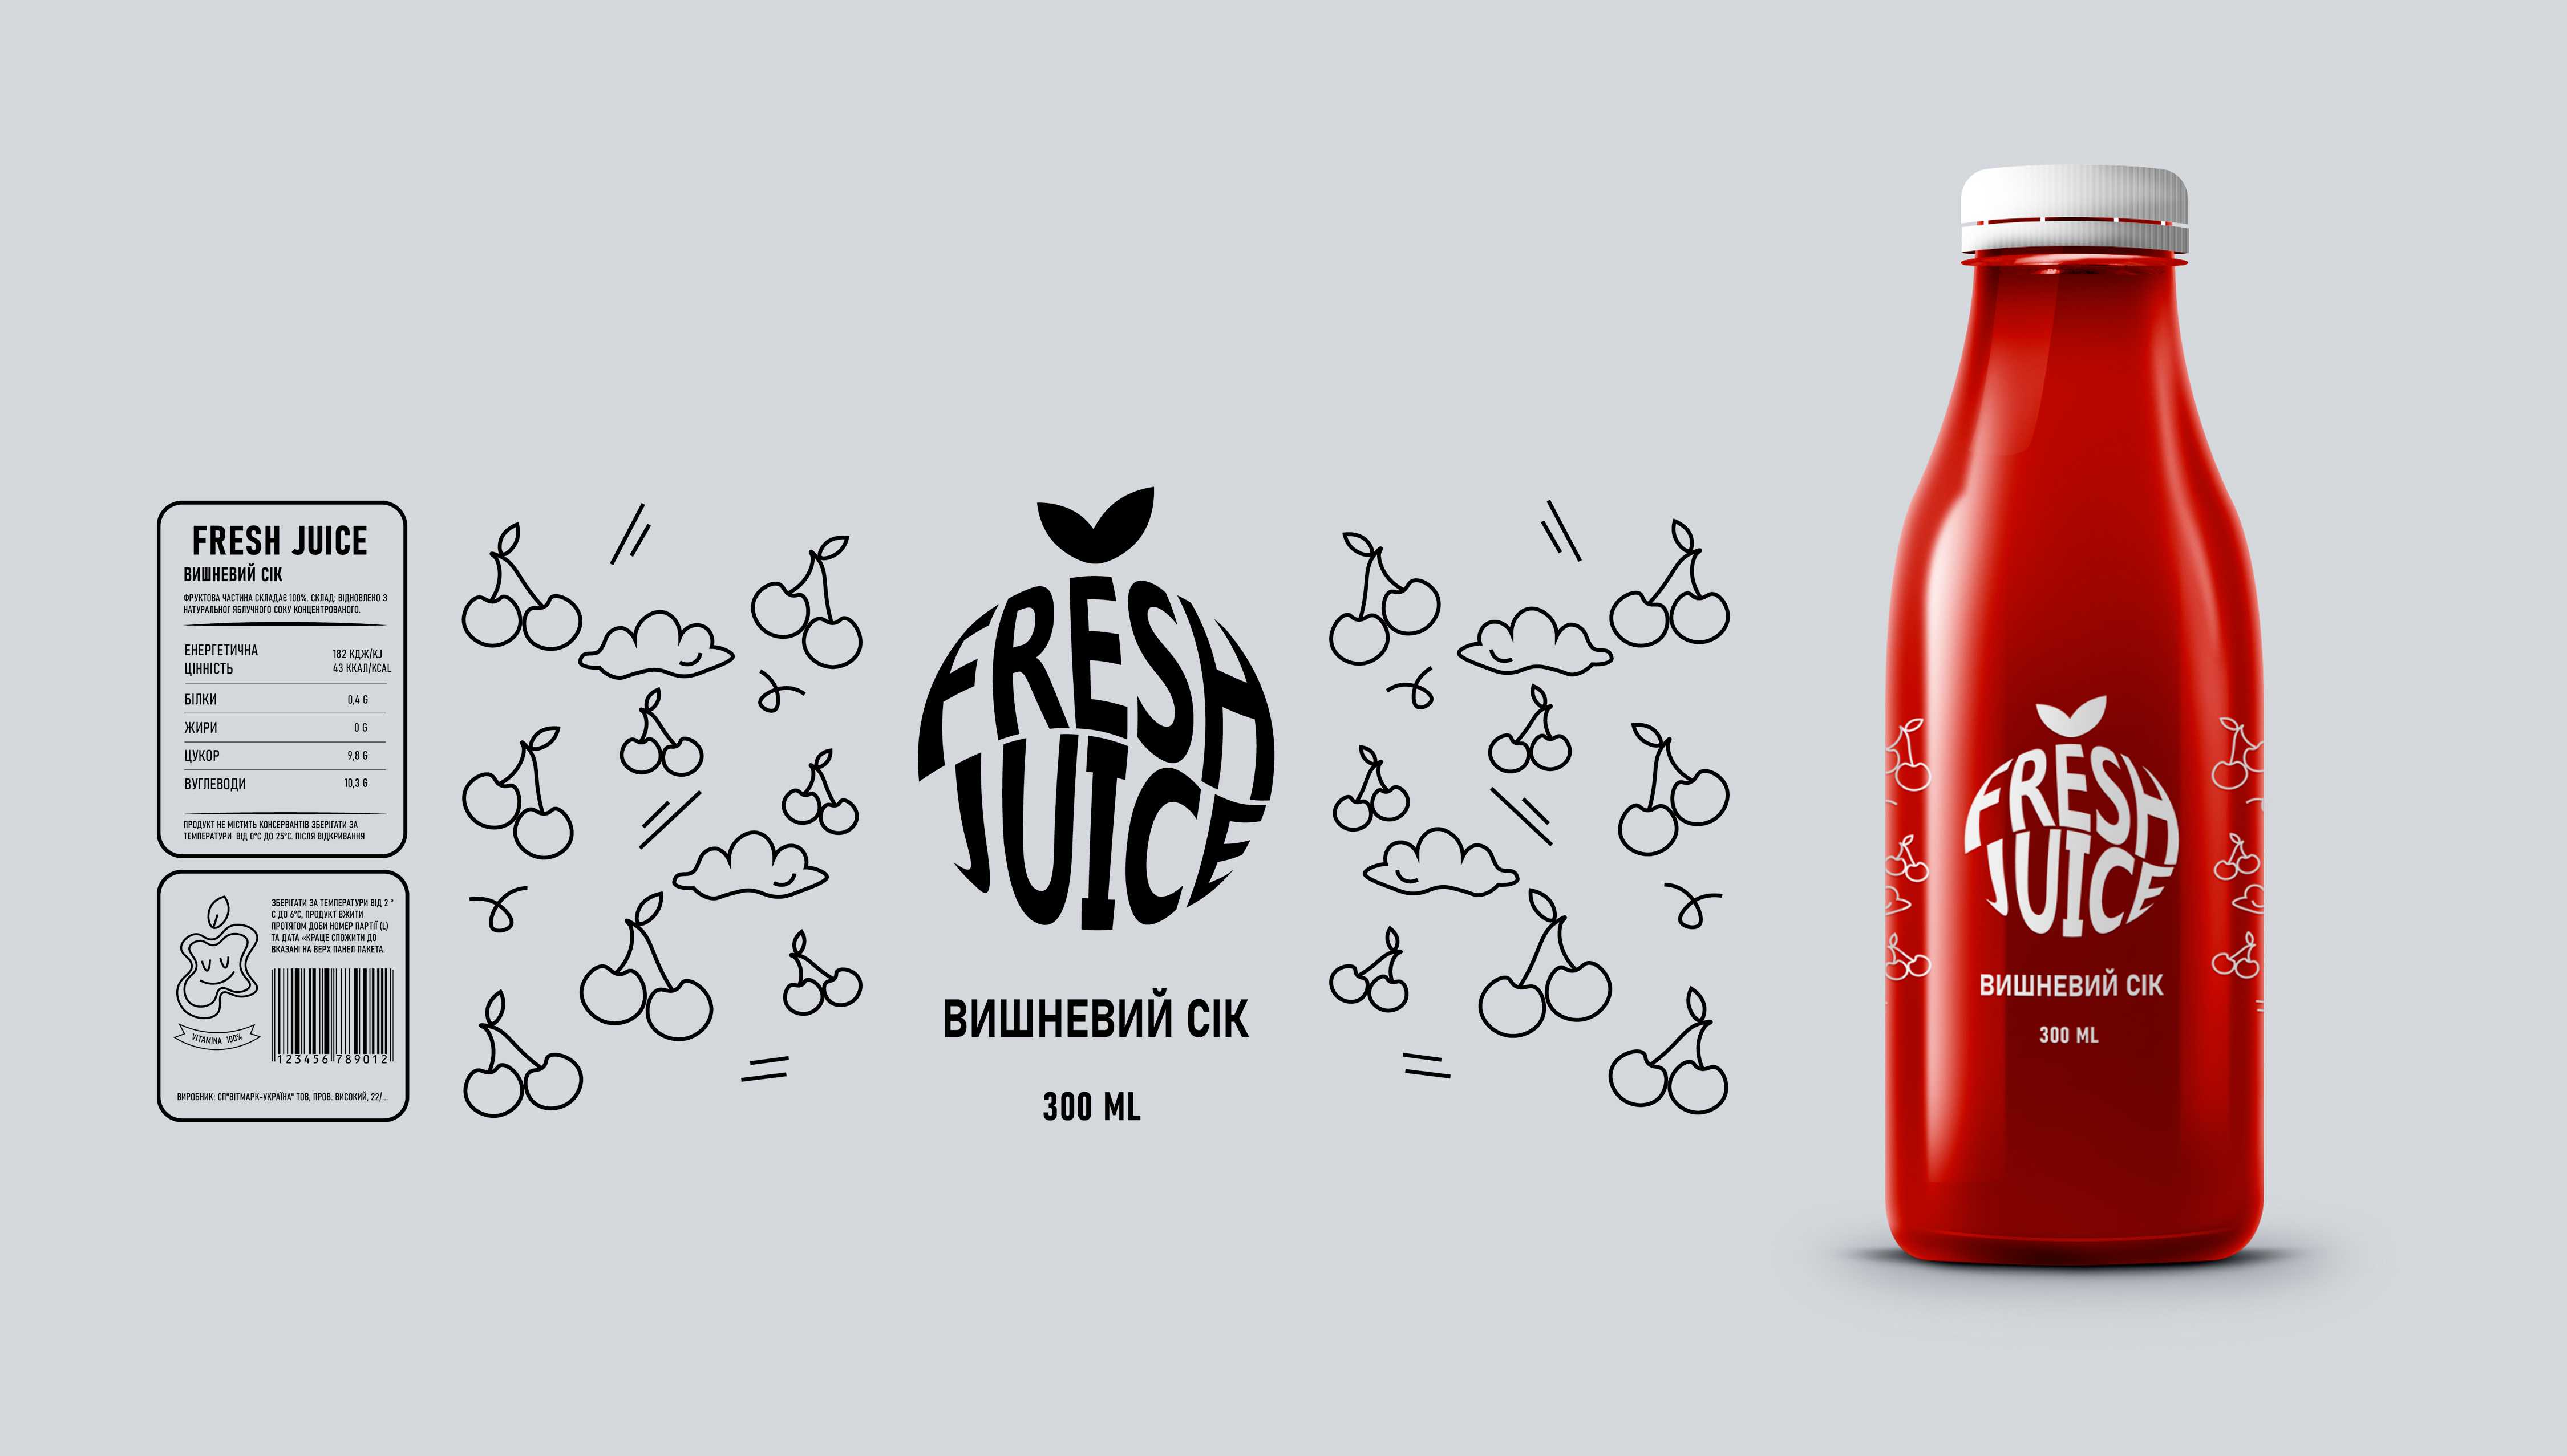 FRESH JUICE
ВИШНЕВИЙ СІК
ФРУКТОВА ЧАСТИНА СКЛАДАЄ 100%. СКЛАД: ВІДНОВЛЕНО З
НАТУРАЛЬНОГ ЯБЛУЧНОГО СОКУ КОНЦЕНТРОВАНОГО.
ЕНЕРГЕТИЧНА
ЦІННІСТЬ
182 КДЖ/KJ
43 ККАЛ/KCAL
БІЛКИ 0,4 G
ЖИРИ 0 G
ЦУКОР 9,8 G
ВУГЛЕВОДИ 10,3 G
ПРОДУКТ НЕ МІСТИТЬ КОНСЕРВАНТІВ ЗБЕРІГАТИ ЗА
ТЕМПЕРАТУРИ ВІД 0°С ДО 25°С. ПІСЛЯ ВІДКРИВАННЯ
ЗБЕРІГАТИ ЗА ТЕМПЕРАТУРИ ВІД 2 °
С ДО 6°С, ПРОДУКТ ВЖИТИ
ПРОТЯГОМ ДОБИ НОМЕР ПАРТІЇ (L)
ТА ДАТА «КРАЩЕ СПОЖИТИ ДО
ВКАЗАНІ НА ВЕРХ ПАНЕЛ ПАКЕТА.
VITAMINA 100%
123456 789012
ВИРОБНИК: СП"ВІТМАРК-УКРАЇНА" ТОВ, ПРОВ. ВИСОКИЙ, 22/...
FRESH
JUICE
ВИШНЕВИЙ СІК
300 ML
FRESH
JUICE
ВИШНЕВИЙ СІК
300 ML